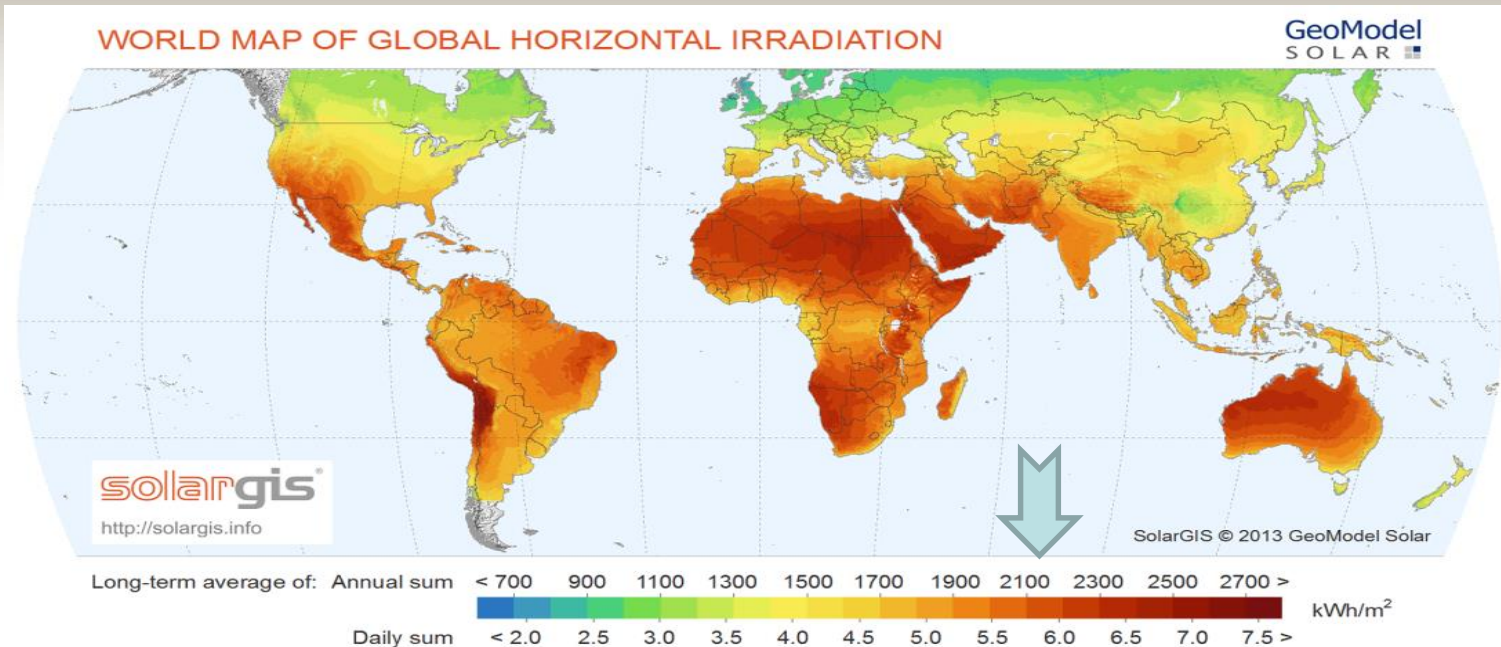 WORLD MAP OF GLOBAL HORIZONTAL IRRADIATION
GeoModel
SOLAR
solargis®
http://solargis.info
SolarGIS © 2013 GeoModel Solar
Long-term average of: Annual sum < 700 900 1100 1300 1500 1700 1900 2100 2300 2500 2700 >
kWh/m²
Daily sum < 2.0 2.5 3.0 3.5 4.0 4.5 5.0 5.5 6.0 6.5 7.0 7.5 >